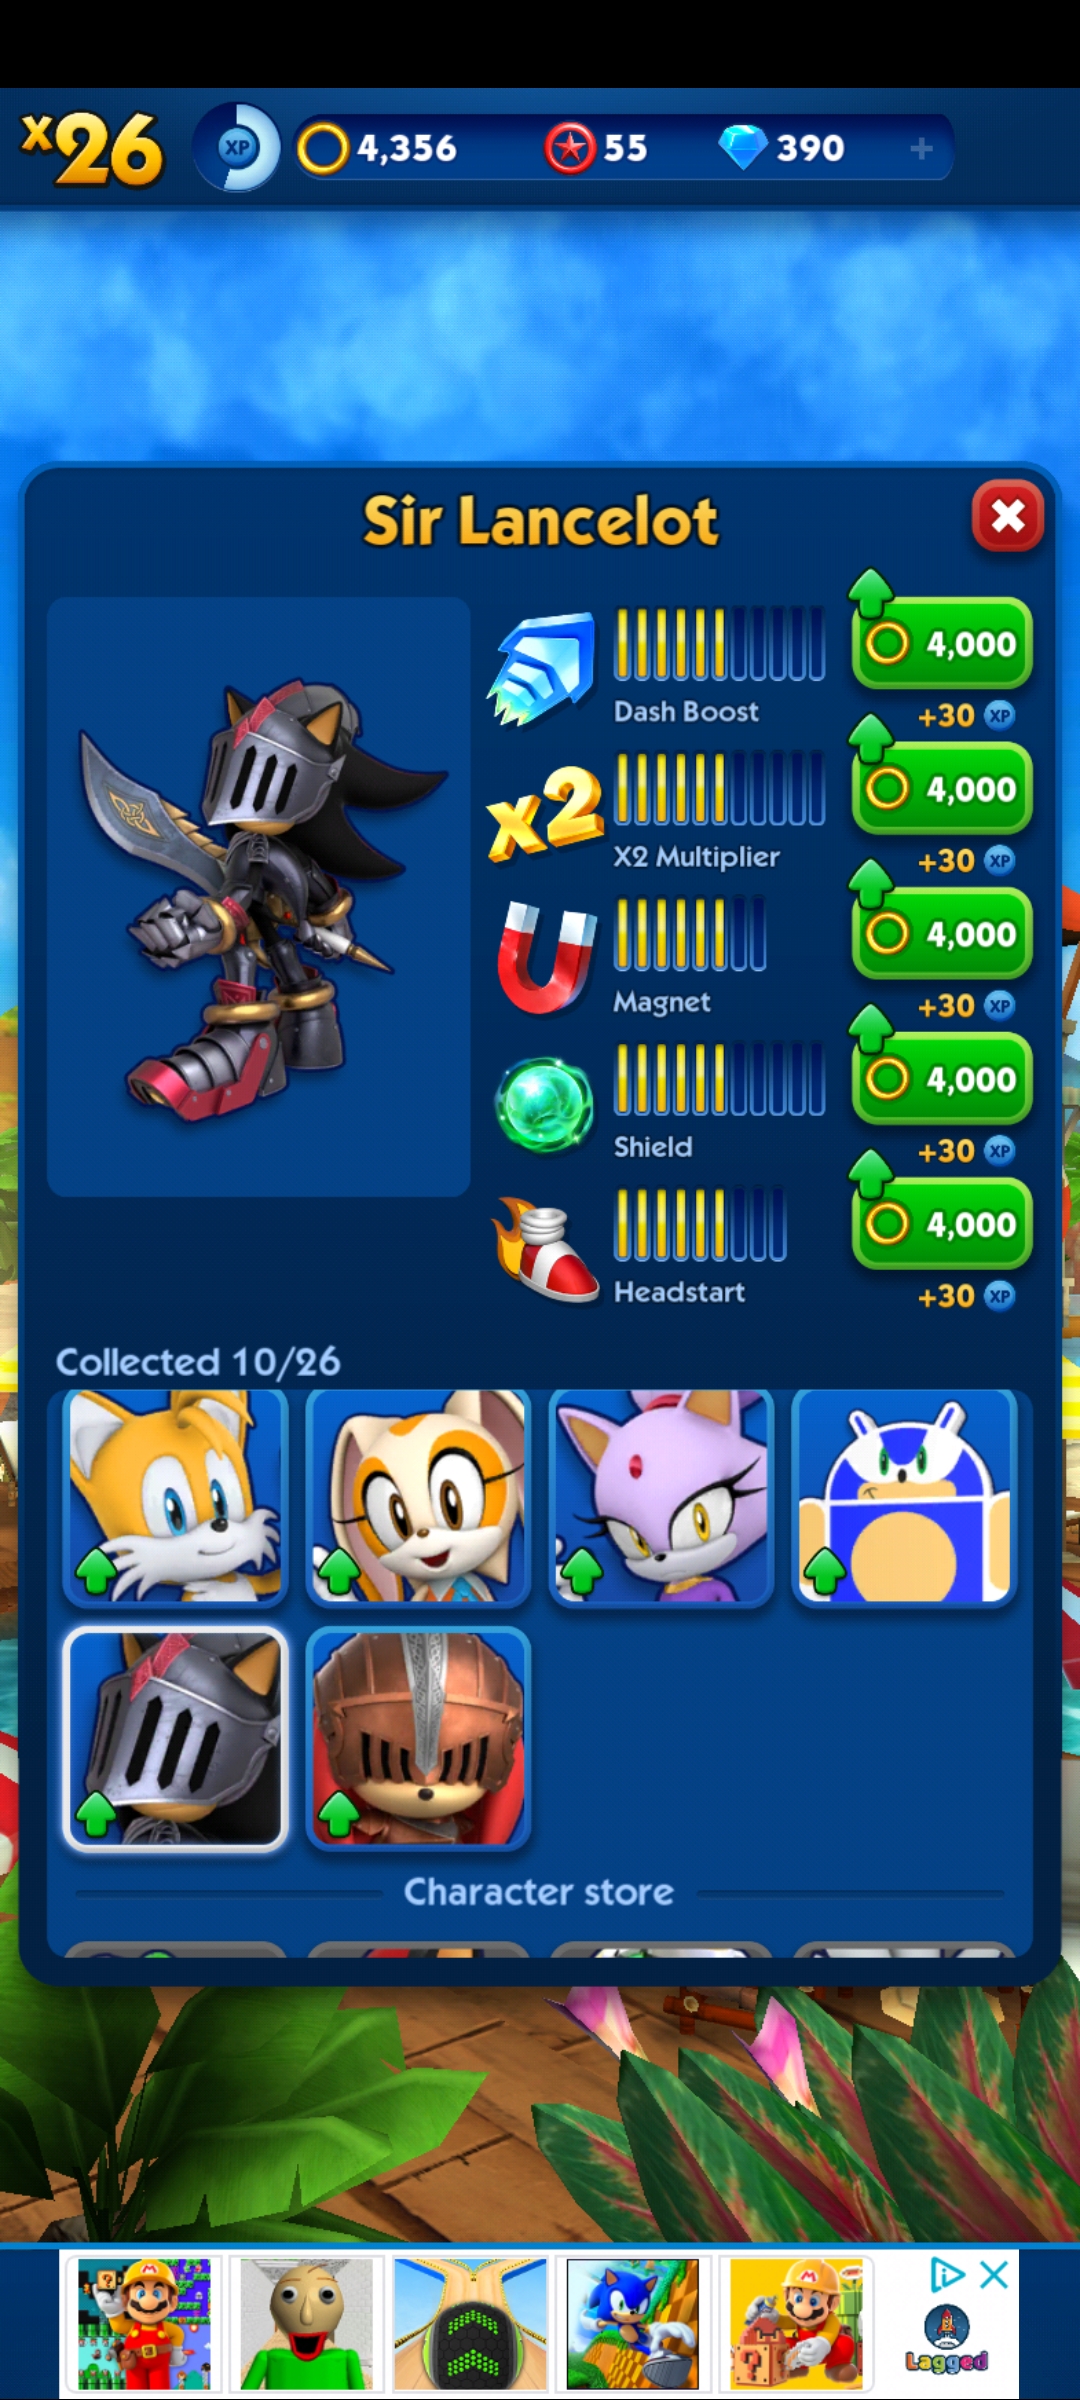 x26 XP 4,356 55 390 +
Sir Lancelot
4,000
Dash Boost +30 XP
x2 4,000
X2 Multiplier +30 XP
4,000
Magnet +30 XP
4,000
Shield +30 XP
4,000
Headstart +30 XP
Collected 10/26
Character store
Lagged